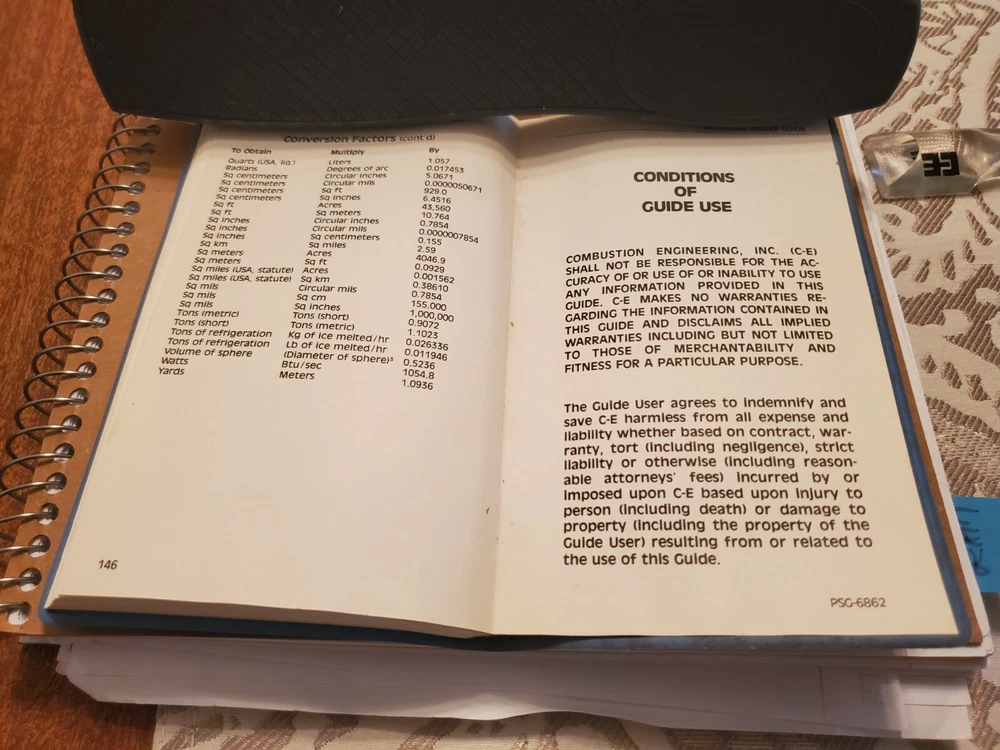 Conversion Factors (cont'd)
To Obtain Multiply By
Quarts (USA, liq.) Liters 1.057
Radians Degrees of arc 0.017453
Sq centimeters Circular inches 5.0671
Sq centimeters Circular mils 0.0000050671
Sq centimeters Sq ft 929.0
Sq centimeters Sq inches 6.4516
Sq ft Acres 43,560
Sq ft Sq meters 10.764
Sq inches Circular inches 0.7854
Sq inches Circular mils 0.0000007854
Sq inches Sq centimeters 0.155
Sq km Sq miles 2.59
Sq meters Acres 4046.9
Sq meters Sq ft 0.0929
Sq miles (USA, statute) Acres 0.001562
Sq miles (USA, statute) Sq km 0.38610
Sq mils Circular mils 0.7854
Sq mils Sq cm 155.000
Sq mils Sq inches 1,000,000
Tons (metric) Tons (short) 0.9072
Tons (short) Tons (metric) 1.1023
Tons of refrigeration Kg of ice melted/hr 0.026336
Tons of refrigeration Lb of ice melted/hr 0.011946
Volume of sphere (Diameter of sphere)³ 0.5236
Watts Btu/sec 1054.8
Yards Meters 1.0936
146
CONDITIONS
OF
GUIDE USE
COMBUSTION ENGINEERING, INC. (C-E)
SHALL NOT BE RESPONSIBLE FOR THE AC-
CURACY OF OR USE OF OR INABILITY TO USE
ANY INFORMATION PROVIDED IN THIS
GUIDE. C-E MAKES NO WARRANTIES RE-
GARDING THE INFORMATION CONTAINED IN
THIS GUIDE AND DISCLAIMS ALL IMPLIED
WARRANTIES INCLUDING BUT NOT LIMITED
TO THOSE OF MERCHANTABILITY AND
FITNESS FOR A PARTICULAR PURPOSE.
The Guide User agrees to indemnify and
save C-E harmless from all expense and
liability whether based on contract, war-
ranty, tort (including negligence), strict
liability or otherwise (including reason-
able attorneys' fees) incurred by or
imposed upon C-E based upon injury to
person (including death) or damage to
property (including the property of the
Guide User) resulting from or related to
the use of this Guide.
PSG-6862